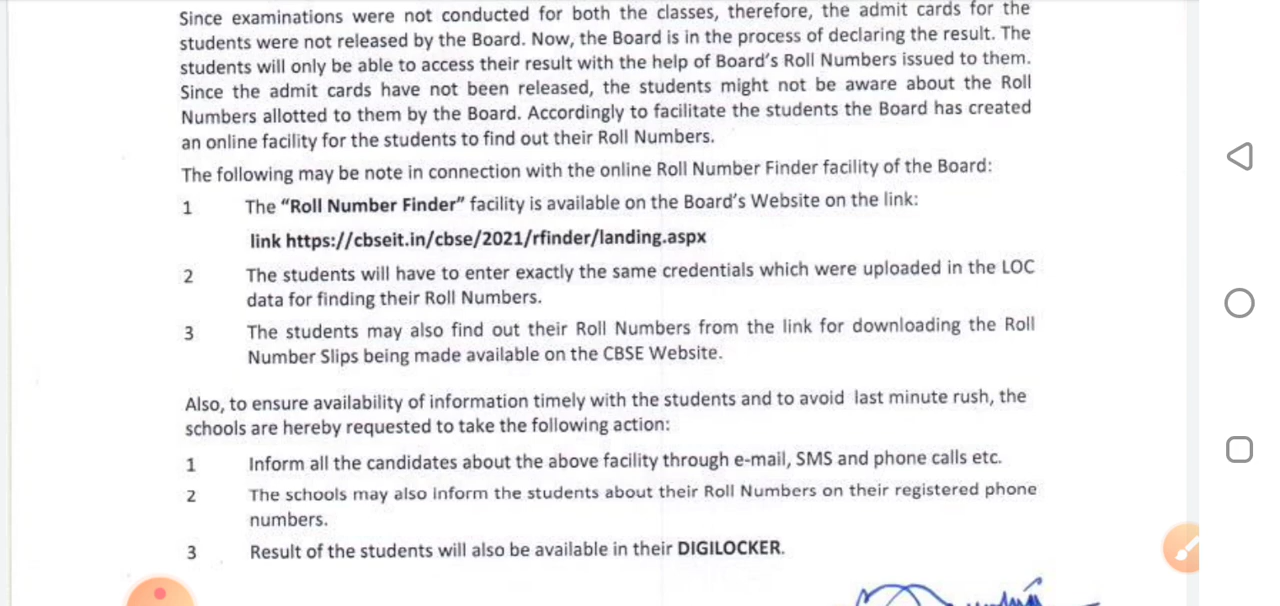 Since examinations were not conducted for both the classes, therefore, the admit cards for the
students were not released by the Board. Now, the Board is in the process of declaring the result. The
students will only be able to access their result with the help of Board's Roll Numbers issued to them.
Since the admit cards have not been released, the students might not be aware about the Roll
Numbers allotted to them by the Board. Accordingly to facilitate the students the Board has created
an online facility for the students to find out their Roll Numbers.
The following may be note in connection with the online Roll Number Finder facility of the Board:
1 The “Roll Number Finder” facility is available on the Board's Website on the link:
link https://cbseit.in/cbse/2021/rfinder/landing.aspx
2 The students will have to enter exactly the same credentials which were uploaded in the LOC
data for finding their Roll Numbers.
3 The students may also find out their Roll Numbers from the link for downloading the Roll
Number Slips being made available on the CBSE Website.
Also, to ensure availability of information timely with the students and to avoid last minute rush, the
schools are hereby requested to take the following action:
1 Inform all the candidates about the above facility through e-mail, SMS and phone calls etc.
2 The schools may also inform the students about their Roll Numbers on their registered phone
numbers.
3 Result of the students will also be available in their DIGILOCKER.